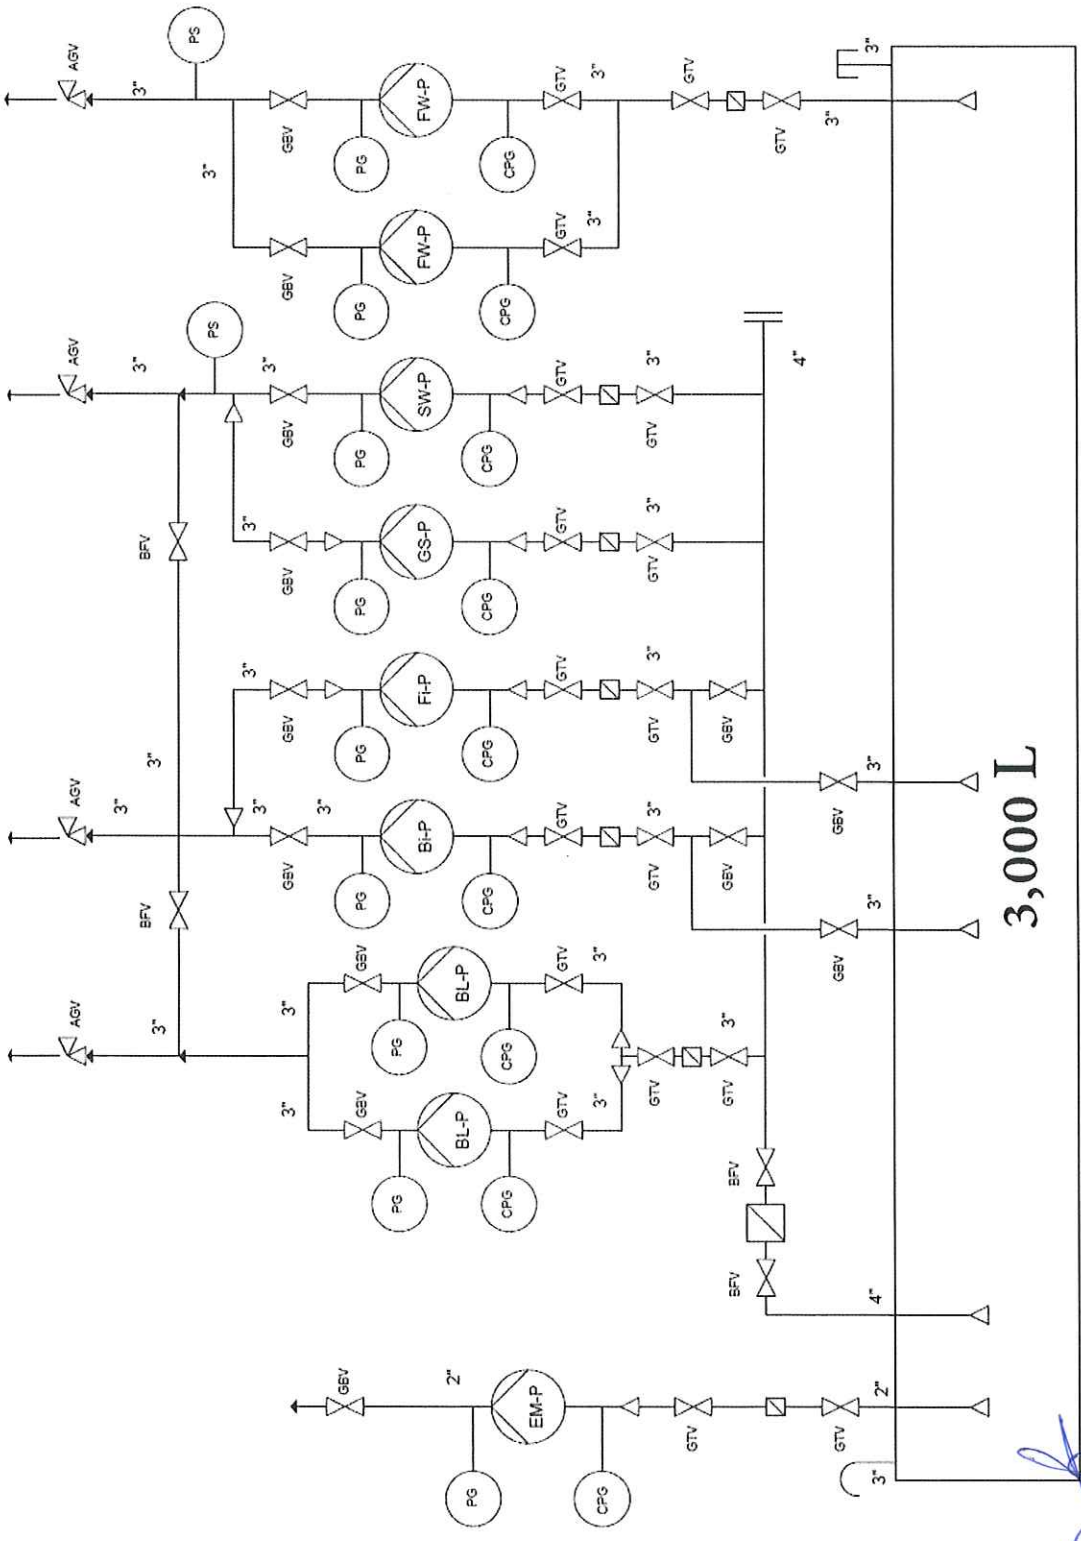 AGV AGV AGV AGV
3" 3" 3" 3"
BFV 3" BFV
PS PS
3" 3" 3" 3" 3"
3" 3" GBV GBV GBV GBV GBV GBV
3"
GBV GBV GBV
PG PG PG PG PG PG
PG PG
Bi-P Fi-P GS-P SW-P FW-P FW-P
2" BL-P BL-P
PG
CPG CPG CPG CPG
CPG CPG CPG CPG
EM-P
GTV GTV GTV GTV GTV GTV GTV GTV
CPG 3" 3" 3" 3"
GTV GTV GTV GTV
3" 3" 3" 3"
GTV GTV GTV GTV
BFV BFV 3" GBV GBV
GTV 4"
GTV GBV GBV 3"
3" 2" 4" 3" 3" 3"
3,000 L